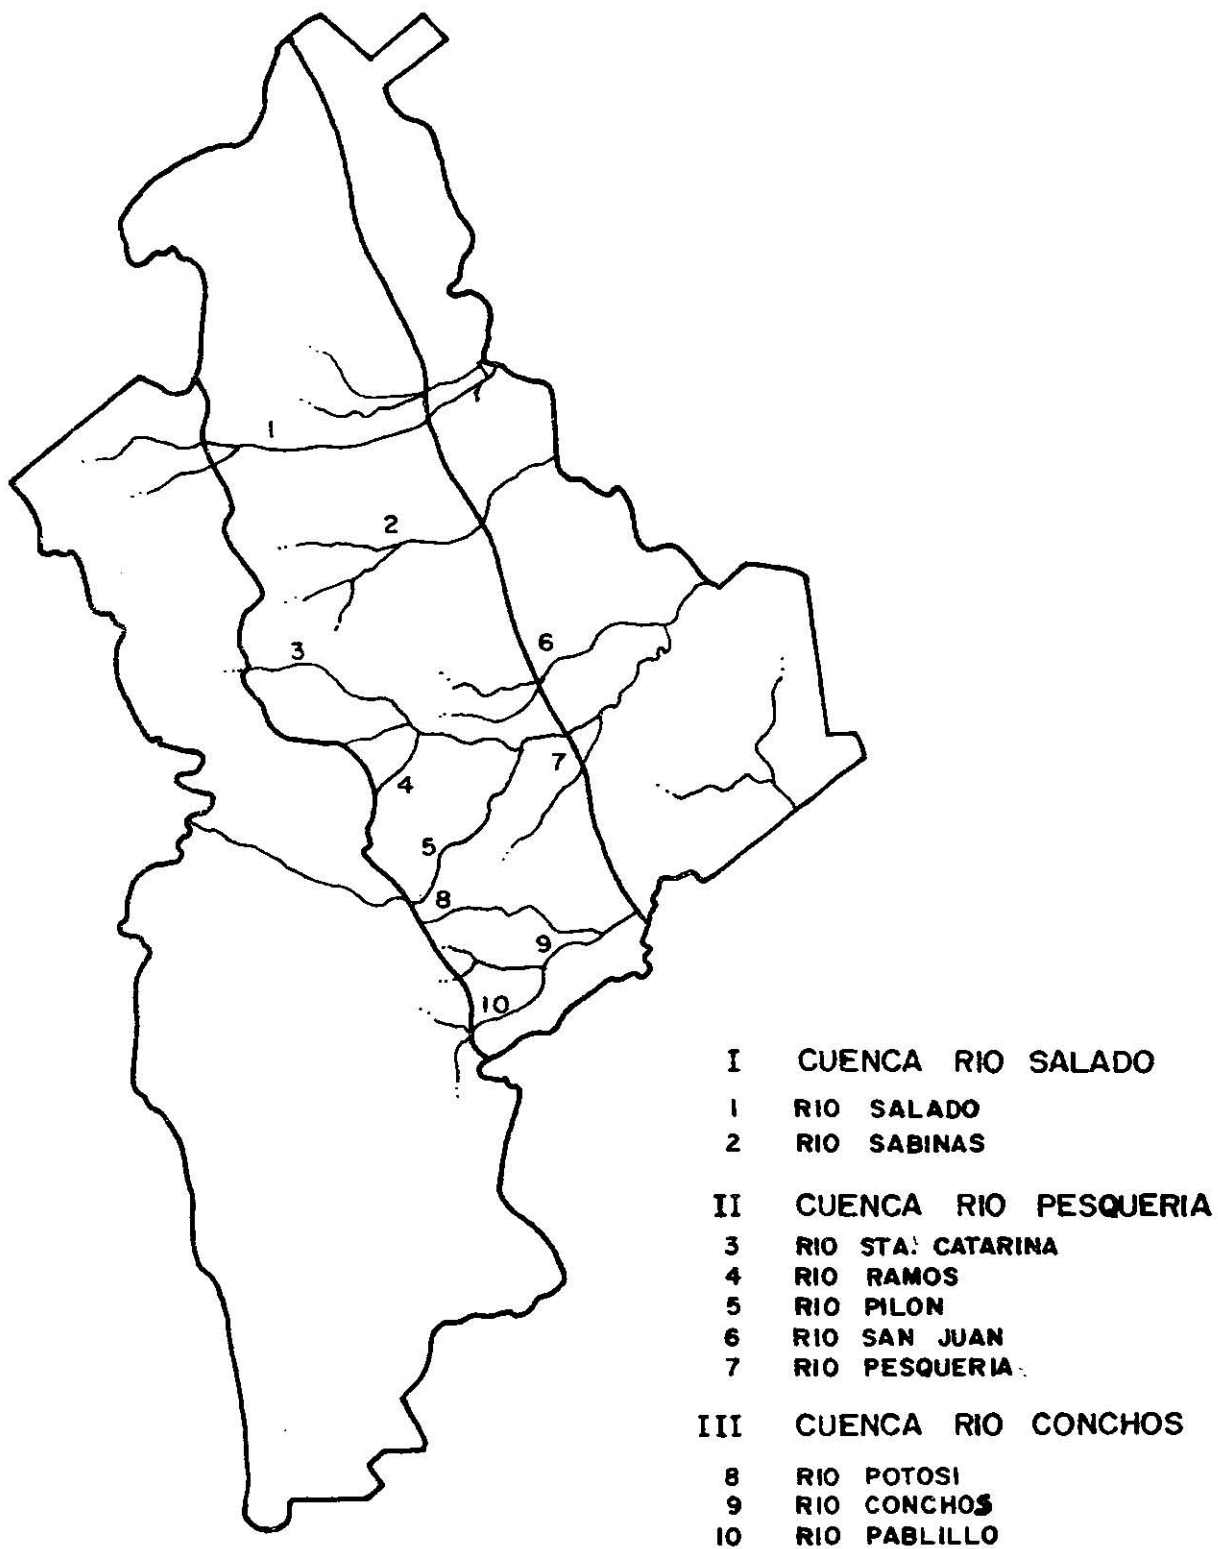 1
2
3
6
7
4
5
8
9
10
I CUENCA RIO SALADO
1 RIO SALADO
2 RIO SABINAS
II CUENCA RIO PESQUERIA
3 RIO STA. CATARINA
4 RIO RAMOS
5 RIO PILON
6 RIO SAN JUAN
7 RIO PESQUERIA
III CUENCA RIO CONCHOS
8 RIO POTOSI
9 RIO CONCHOS
10 RIO PABLILLO